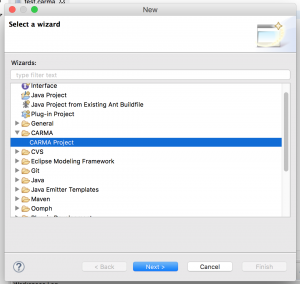 test.carma
New
Select a wizard
Wizards:
type filter text
Interface
Java Project
Java Project from Existing Ant Buildfile
Plug-in Project
General
CARMA
CARMA Project
CVS
Eclipse Modeling Framework
Git
Java
Java Emitter Templates
Maven
Oomph
?
< Back
Next >
Cancel
Finish